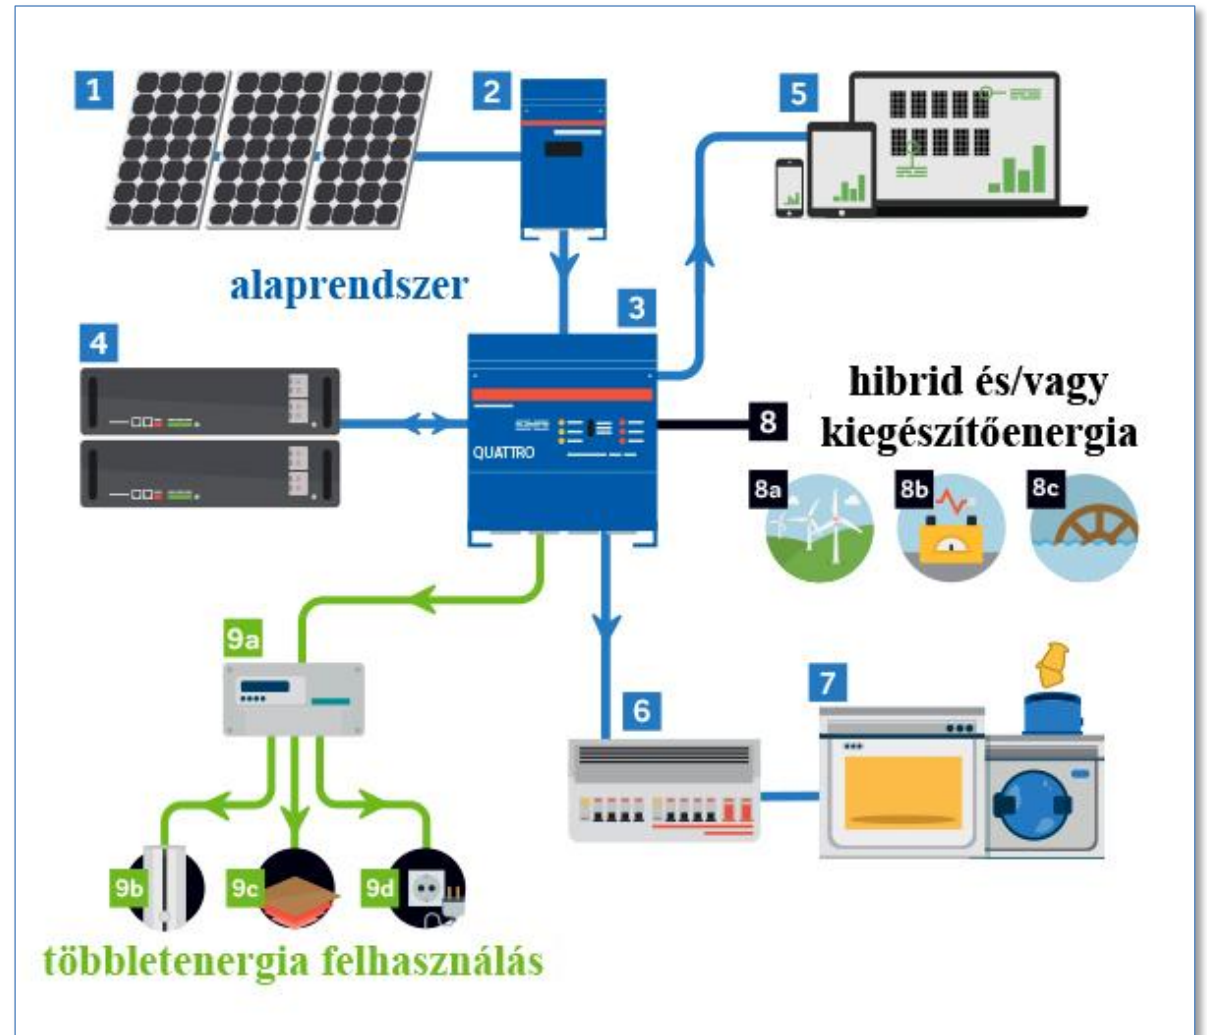 1
2
5
alaprendszer
3
4
hibrid és/vagy
8
kiegészítőenergia
QUATTRO
8a
8b
8c
9a
6
7
9b
9c
9d
többletenergia felhasználás